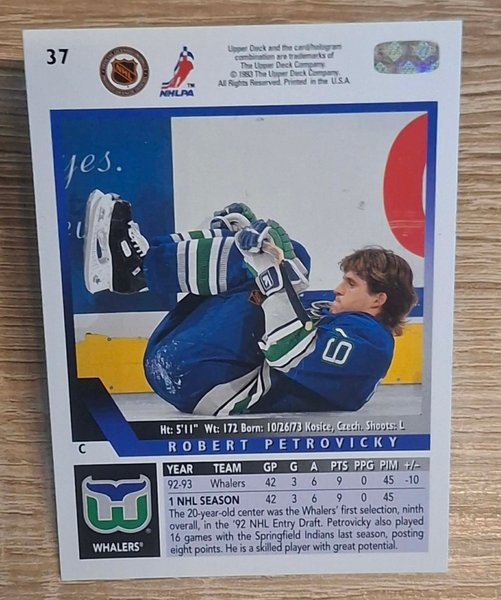 37
Upper Deck and the card/hologram
combination are trademarks of
The Upper Deck Company.
© 1993 The Upper Deck Company.
All Rights Reserved. Printed in the U.S.A.
NHL
NHLPA™
yes.
6
Ht: 5'11" Wt: 172 Born: 10/26/73 Kosice, Czech. Shoots: L
C ROBERT PETROVICKY
YEAR TEAM GP G A PTS PPG PIM +/–
92-93 Whalers 42 3 6 9 0 45 -10
1 NHL SEASON 42 3 6 9 0 45
The 20-year-old center was the Whalers' first selection, ninth
overall, in the '92 NHL Entry Draft. Petrovicky also played
16 games with the Springfield Indians last season, posting
eight points. He is a skilled player with great potential.
WHALERS®